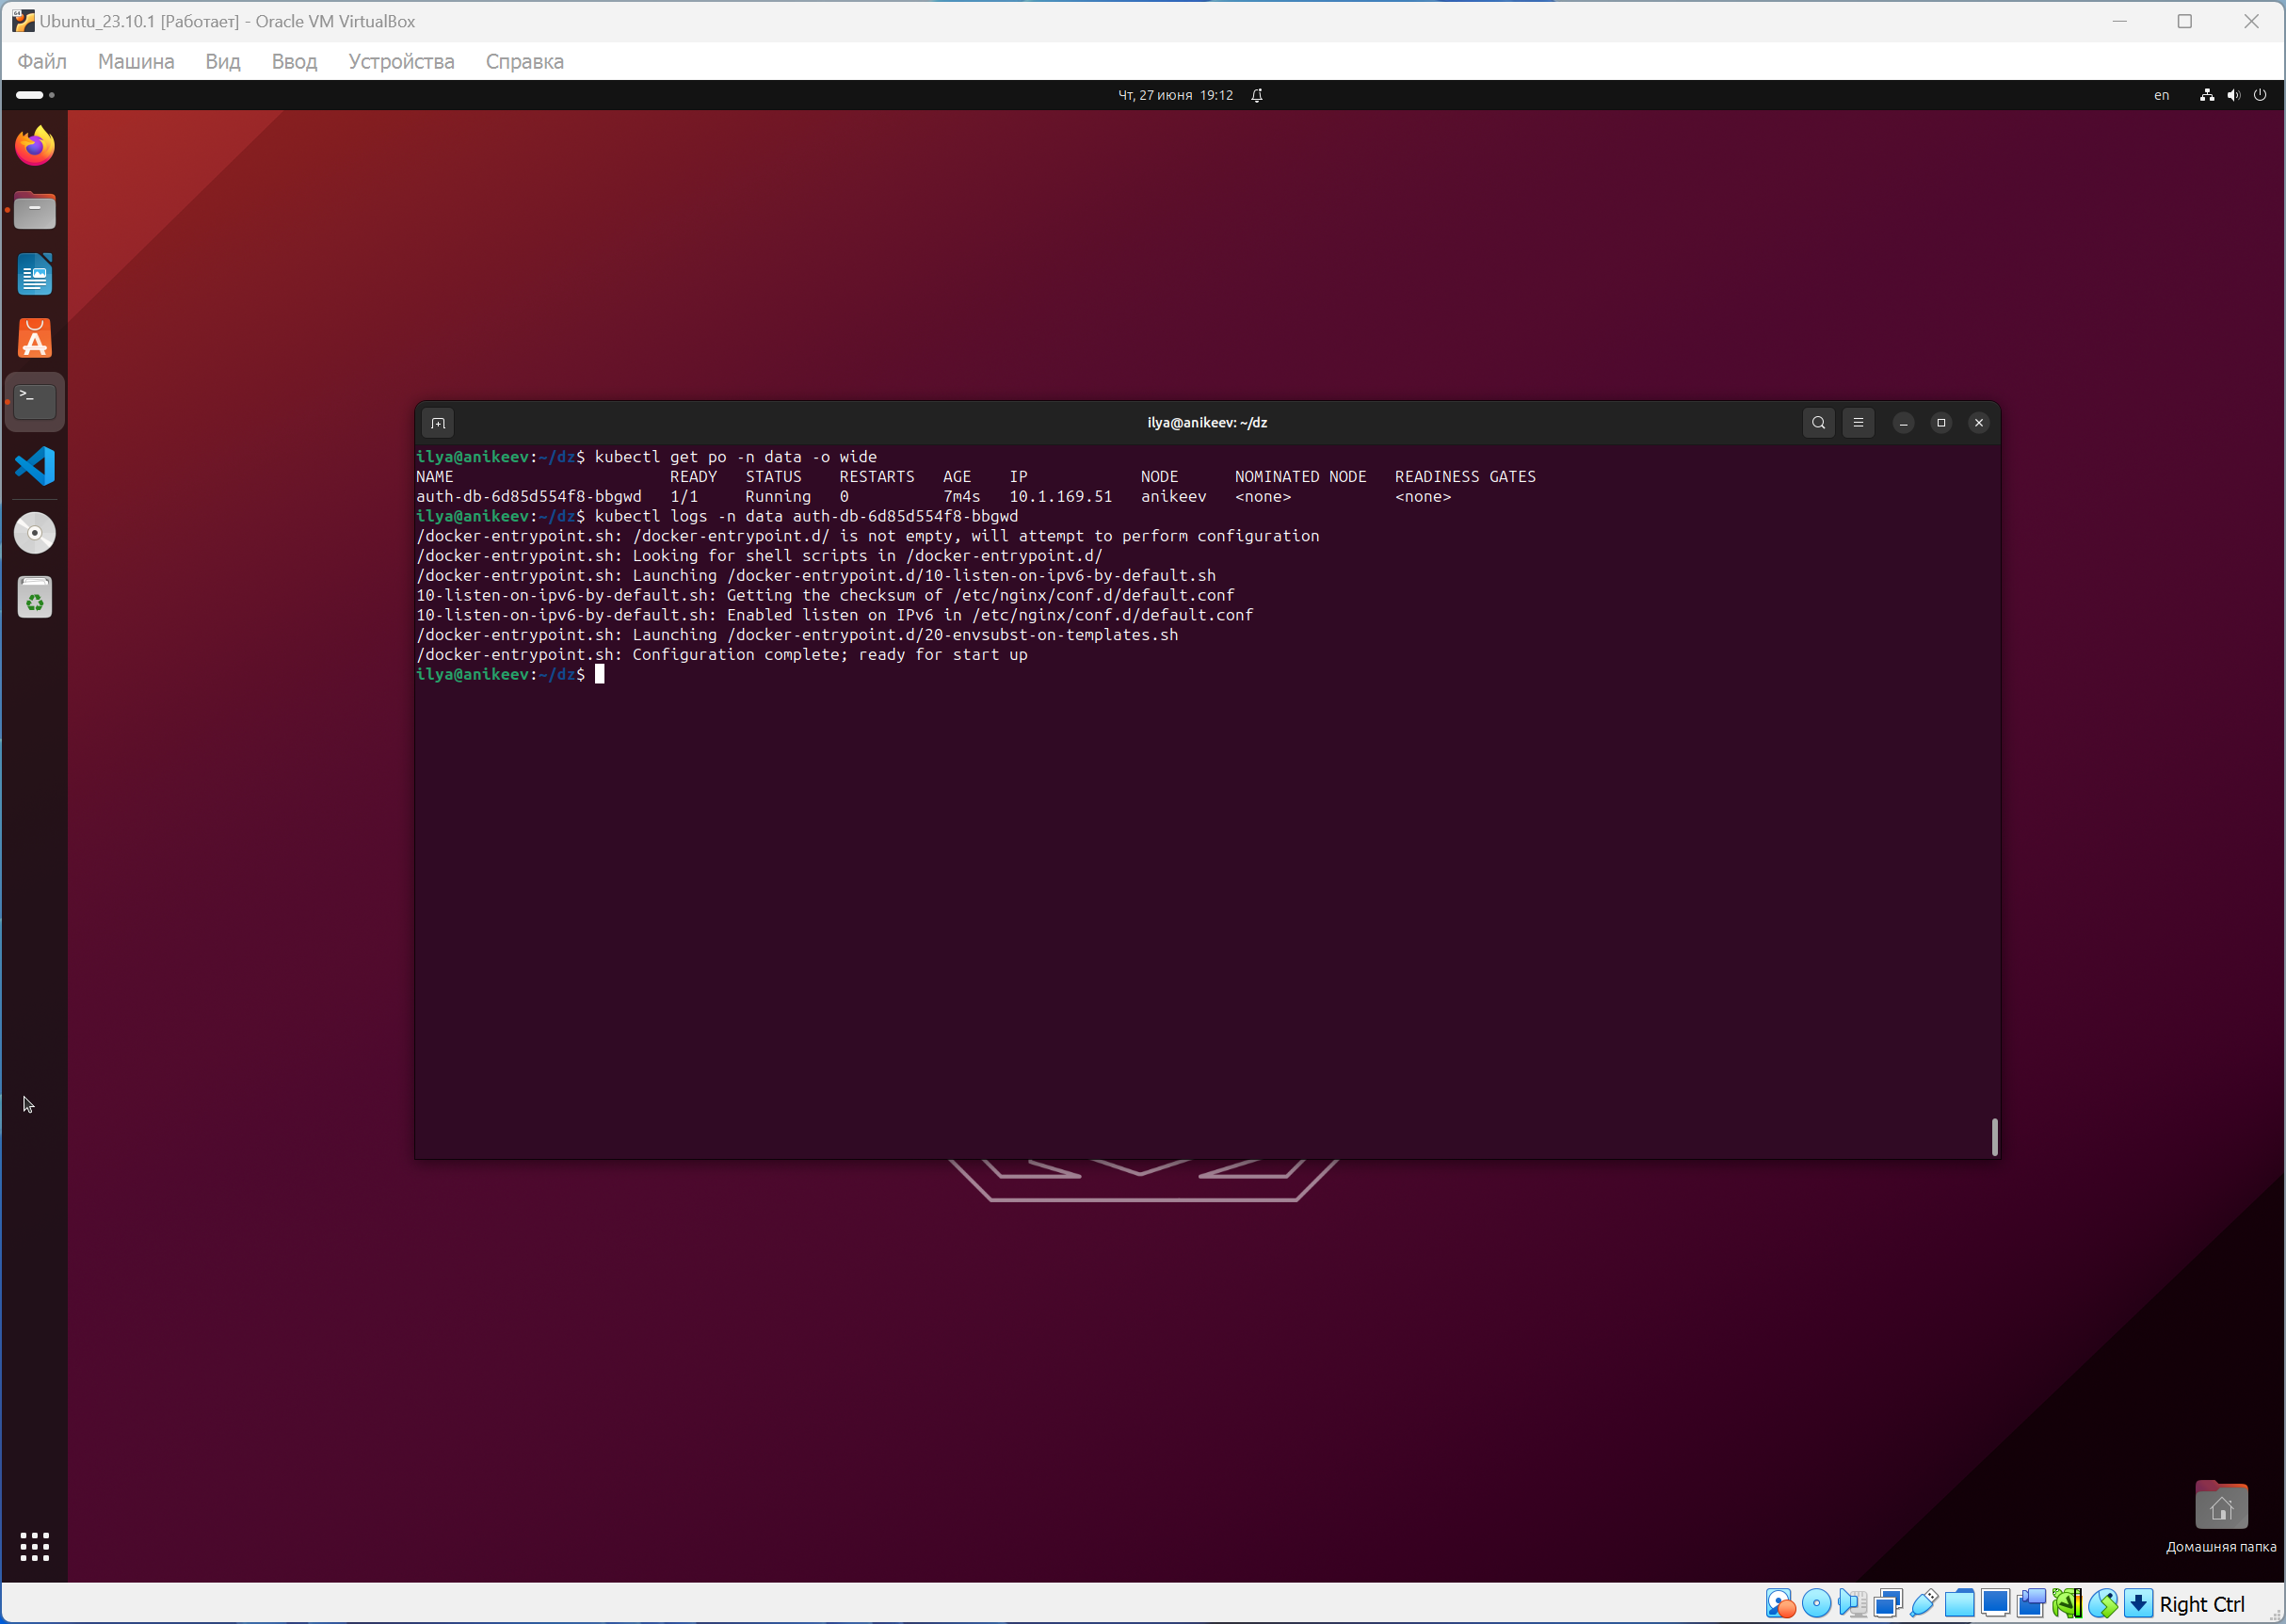 Ubuntu_23.10.1 [Работает] - Oracle VM VirtualBox
Файл Машина Вид Ввод Устройства Справка
Чт, 27 июня 19:12
en
ilya@anikeev: ~/dz
ilya@anikeev:~/dz$ kubectl get po -n data -o wide
NAME READY STATUS RESTARTS AGE IP NODE NOMINATED NODE READINESS GATES
auth-db-6d85d554f8-bbgwd 1/1 Running 0 7m4s 10.1.169.51 anikeev <none> <none>
ilya@anikeev:~/dz$ kubectl logs -n data auth-db-6d85d554f8-bbgwd
/docker-entrypoint.sh: /docker-entrypoint.d/ is not empty, will attempt to perform configuration
/docker-entrypoint.sh: Looking for shell scripts in /docker-entrypoint.d/
/docker-entrypoint.sh: Launching /docker-entrypoint.d/10-listen-on-ipv6-by-default.sh
10-listen-on-ipv6-by-default.sh: Getting the checksum of /etc/nginx/conf.d/default.conf
10-listen-on-ipv6-by-default.sh: Enabled listen on IPv6 in /etc/nginx/conf.d/default.conf
/docker-entrypoint.sh: Launching /docker-entrypoint.d/20-envsubst-on-templates.sh
/docker-entrypoint.sh: Configuration complete; ready for start up
ilya@anikeev:~/dz$
Домашняя папка
Right Ctrl